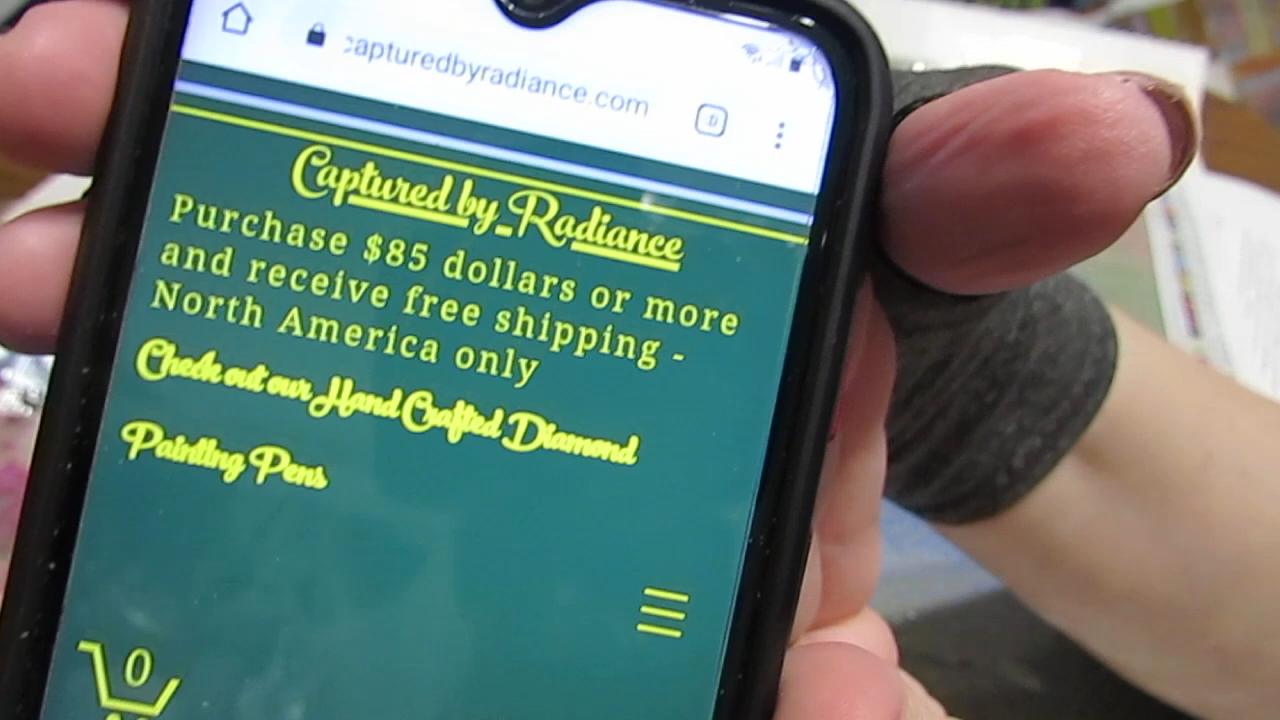 capturedbyradiance.com
Captured by Radiance
Purchase $85 dollars or more
and receive free shipping -
North America only
Check out our Hand Crafted Diamond
Painting Pens
0